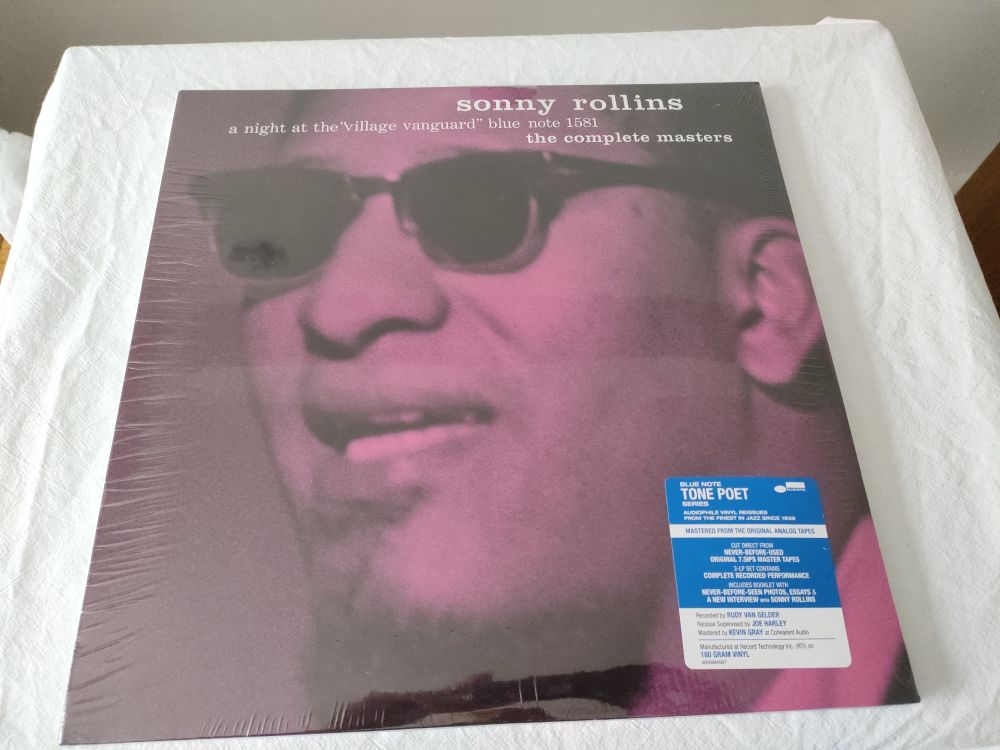 sonny rollins
a night at the "village vanguard" blue note 1581
the complete masters
BLUE NOTE
TONE POET
SERIES
BLUE NOTE
AUDIOPHILE VINYL REISSUES
FROM THE FINEST IN JAZZ SINCE 1939
MASTERED FROM THE ORIGINAL ANALOG TAPES
CUT DIRECT FROM
NEVER-BEFORE-USED
ORIGINAL 7.5IPS MASTER TAPES
3-LP SET CONTAINS
COMPLETE RECORDED PERFORMANCE
INCLUDES BOOKLET WITH
NEVER-BEFORE-SEEN PHOTOS, ESSAYS &
A NEW INTERVIEW WITH SONNY ROLLINS
Recorded by RUDY VAN GELDER
Reissue Supervised by JOE HARLEY
Mastered by KEVIN GRAY at Cohearent Audio
Manufactured at Record Technology Inc. (RTI) on
180 GRAM VINYL